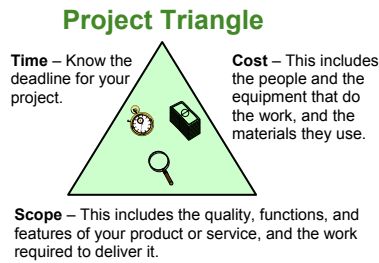 Project Triangle
Time – Know the
deadline for your
project.
Cost – This includes
the people and the
equipment that do
the work, and the
materials they use.
Scope – This includes the quality, functions, and
features of your product or service, and the work
required to deliver it.